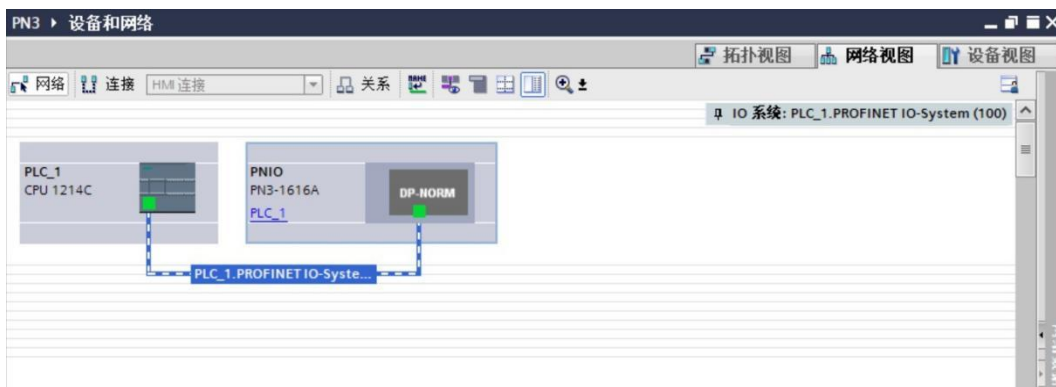 PN3 ▸ 设备和网络
拓扑视图 网络视图 设备视图
网络 连接 HMI 连接 关系
IO 系统: PLC_1.PROFINET IO-System (100)
PLC_1
CPU 1214C
PNIO
PN3-1616A
PLC_1
DP-NORM
PLC_1.PROFINET IO-Syste...